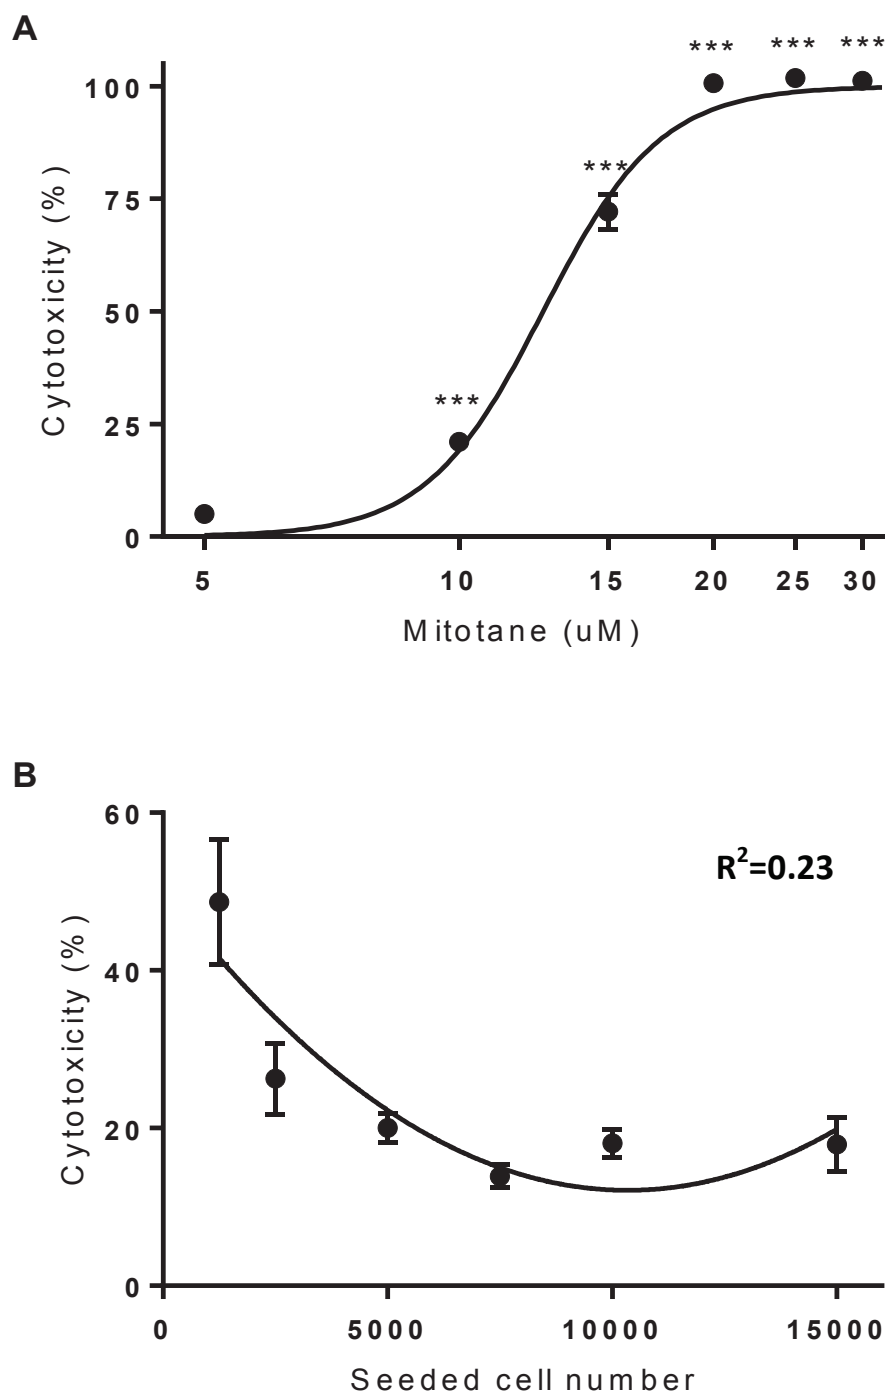 A
***
***
***
***
***
100
75
50
25
0
Cytotoxicity (%)
5 10 15 20 25 30
Mitotane (uM)
B
60
40
20
0
R²=0.23
Cytotoxicity (%)
0 5000 10000 15000
Seeded cell number